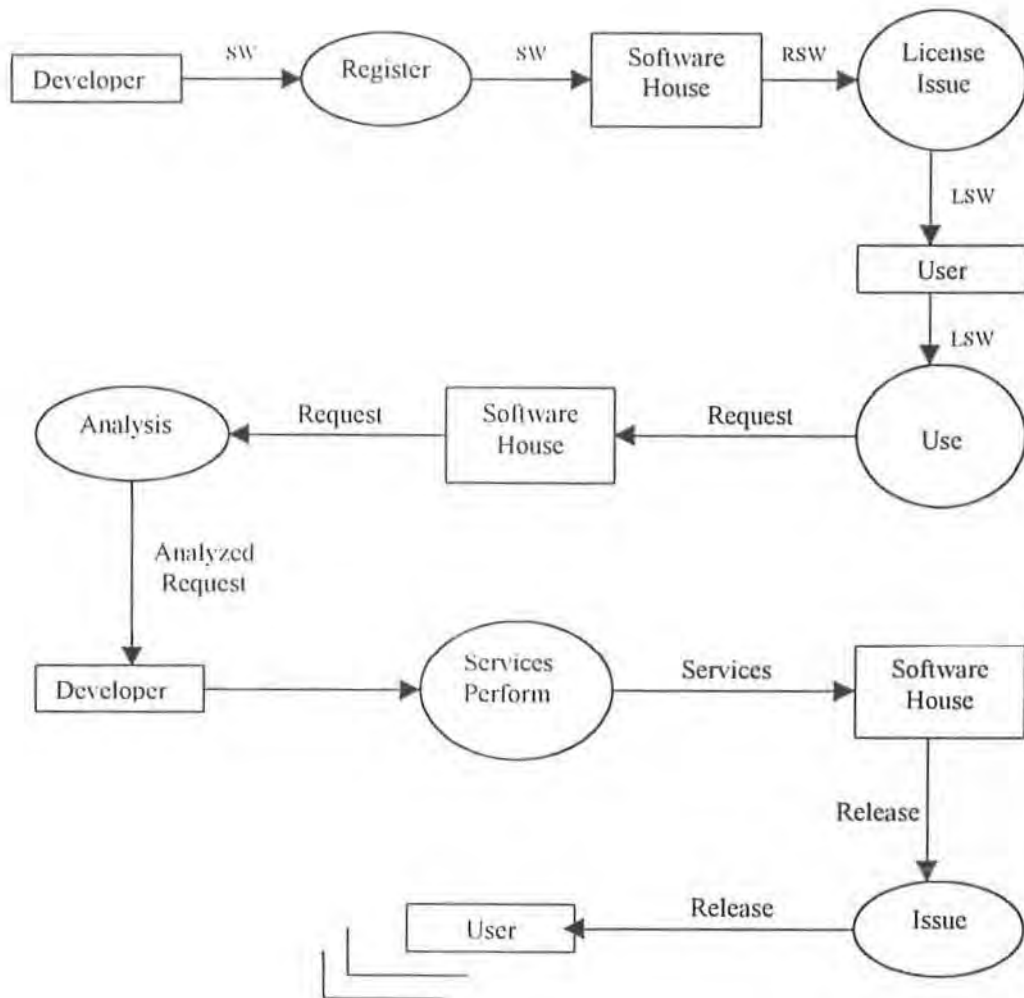 Developer
SW
Register
SW
Software
House
RSW
License
Issue
LSW
User
LSW
Use
Request
Software
House
Request
Analysis
Analyzed
Request
Developer
Services
Perform
Services
Software
House
Release
Issue
Release
User